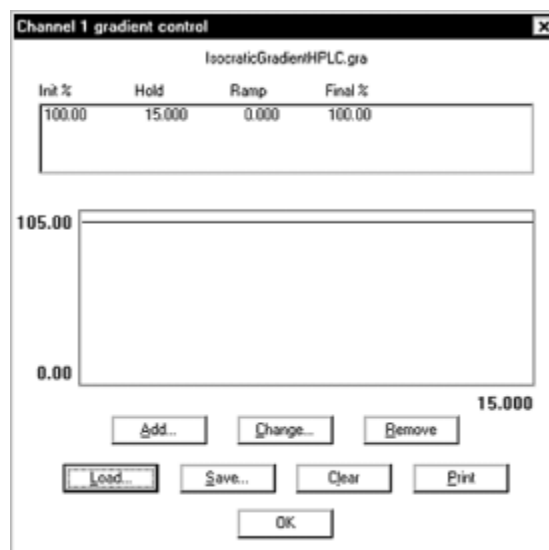 Channel 1 gradient control
IsocraticGradientHPLC.gra
Init % Hold Ramp Final %
100.00 15.000 0.000 100.00
105.00
0.00
15.000
Add... Change... Remove
Load... Save... Clear Print
OK